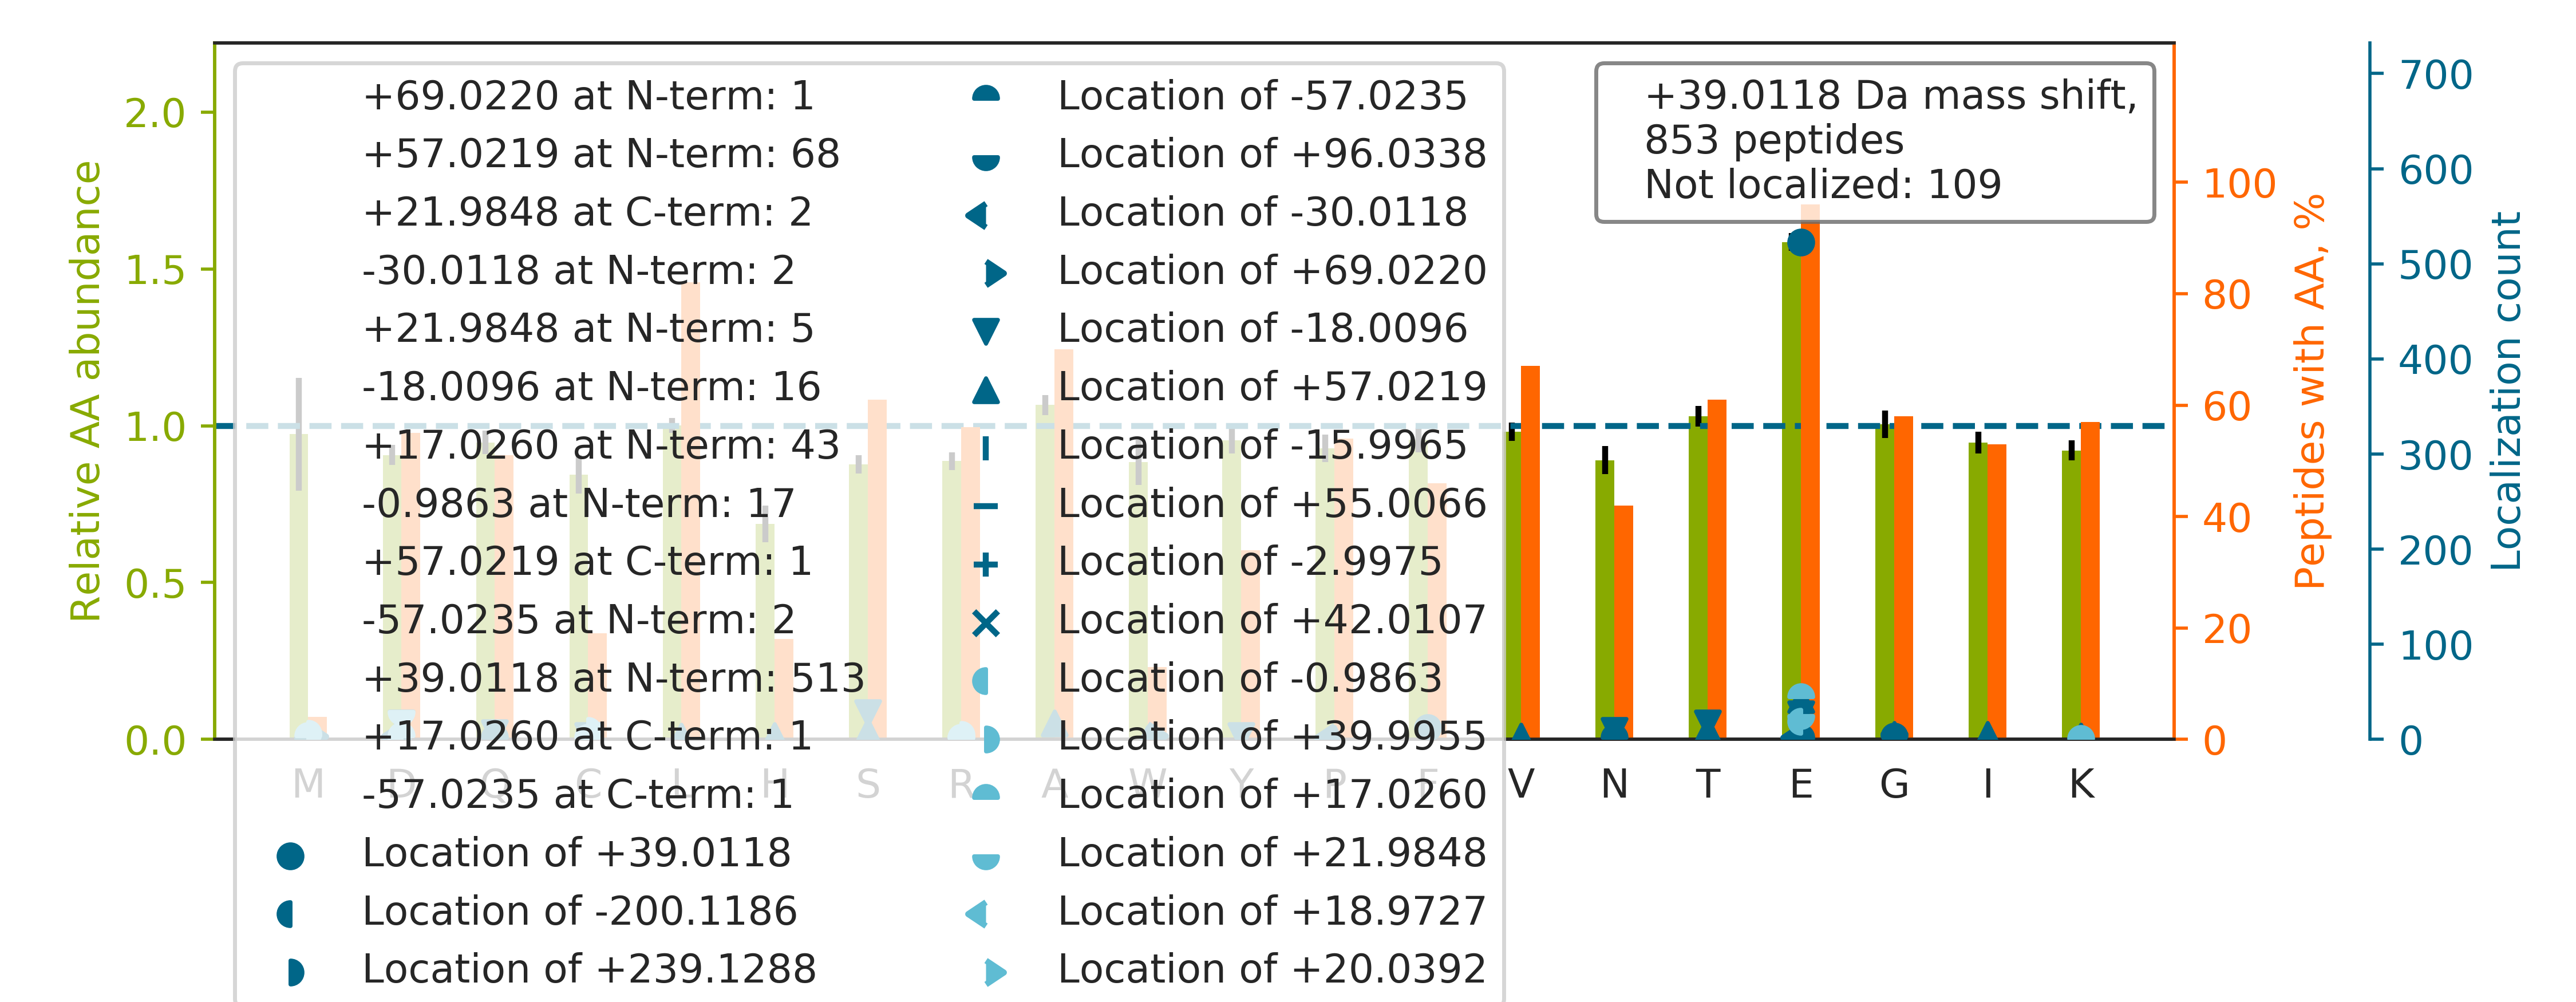 +69.0220 at N-term: 1
+57.0219 at N-term: 68
+21.9848 at C-term: 2
-30.0118 at N-term: 2
+21.9848 at N-term: 5
-18.0096 at N-term: 16
+17.0260 at N-term: 43
-0.9863 at N-term: 17
+57.0219 at C-term: 1
-57.0235 at N-term: 2
+39.0118 at N-term: 513
+17.0260 at C-term: 1
-57.0235 at C-term: 1
Location of +39.0118
Location of -200.1186
Location of +239.1288
Location of -57.0235
Location of +96.0338
Location of -30.0118
Location of +69.0220
Location of -18.0096
Location of +57.0219
Location of -15.9965
Location of +55.0066
Location of -2.9975
Location of +42.0107
Location of -0.9863
Location of +39.9955
Location of +17.0260
Location of +21.9848
Location of +18.9727
Location of +20.0392
+39.0118 Da mass shift,
853 peptides
Not localized: 109
Relative AA abundance
2.0
1.5
1.0
0.5
0.0
M D Q C L H S R A W Y P F V N T E G I K
100
80
60
40
20
0
Peptides with AA, %
700
600
500
400
300
200
100
0
Localization count